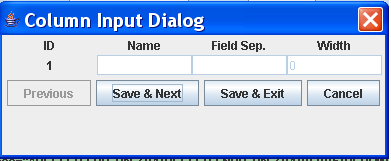 Column Input Dialog
ID Name Field Sep. Width
1 0
Previous Save & Next Save & Exit Cancel